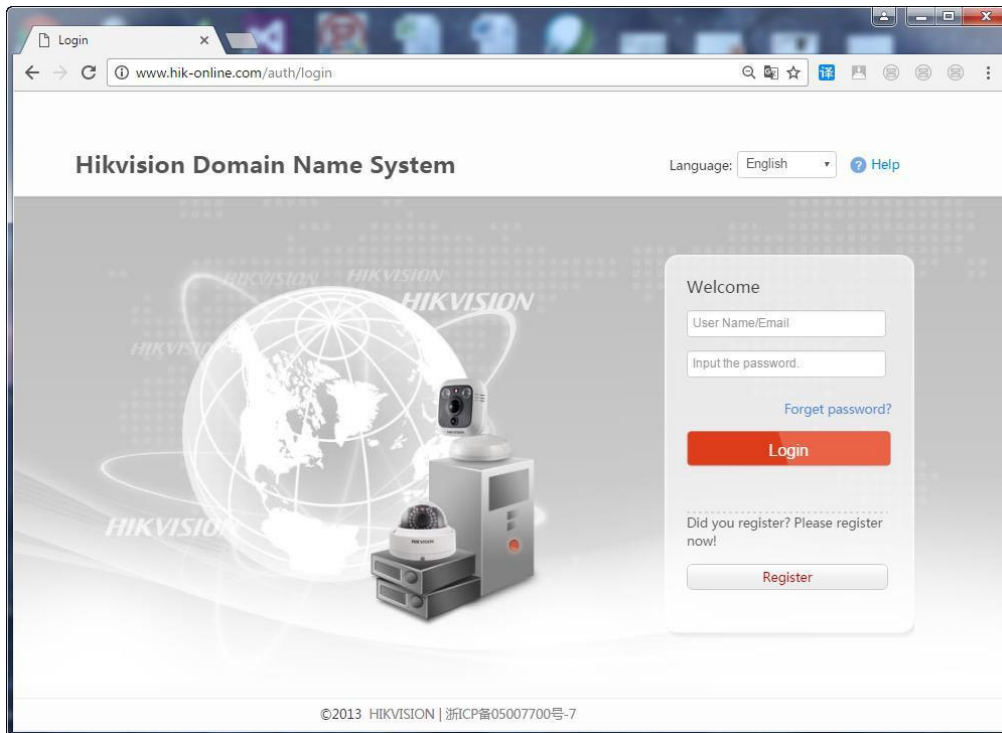 Login
www.hik-online.com/auth/login
译
Hikvision Domain Name System
Language: English
Help
HIKVISION
HIKVISION
HIKVISION
HIKVISION
Welcome
User Name/Email
Input the password.
Forget password?
Login
HIKVISION
Did you register? Please register
now!
Register
©2013 HIKVISION | 浙ICP备05007700号-7